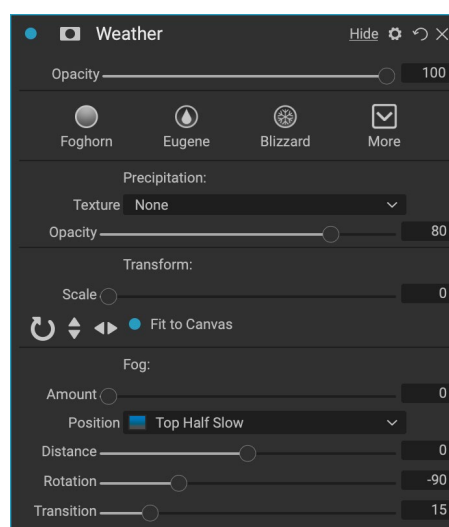 Weather Hide
Opacity 100
Foghorn Eugene Blizzard More
Precipitation:
Texture None
Opacity 80
Transform:
Scale 0
Fit to Canvas
Fog:
Amount 0
Position Top Half Slow
Distance 0
Rotation -90
Transition 15